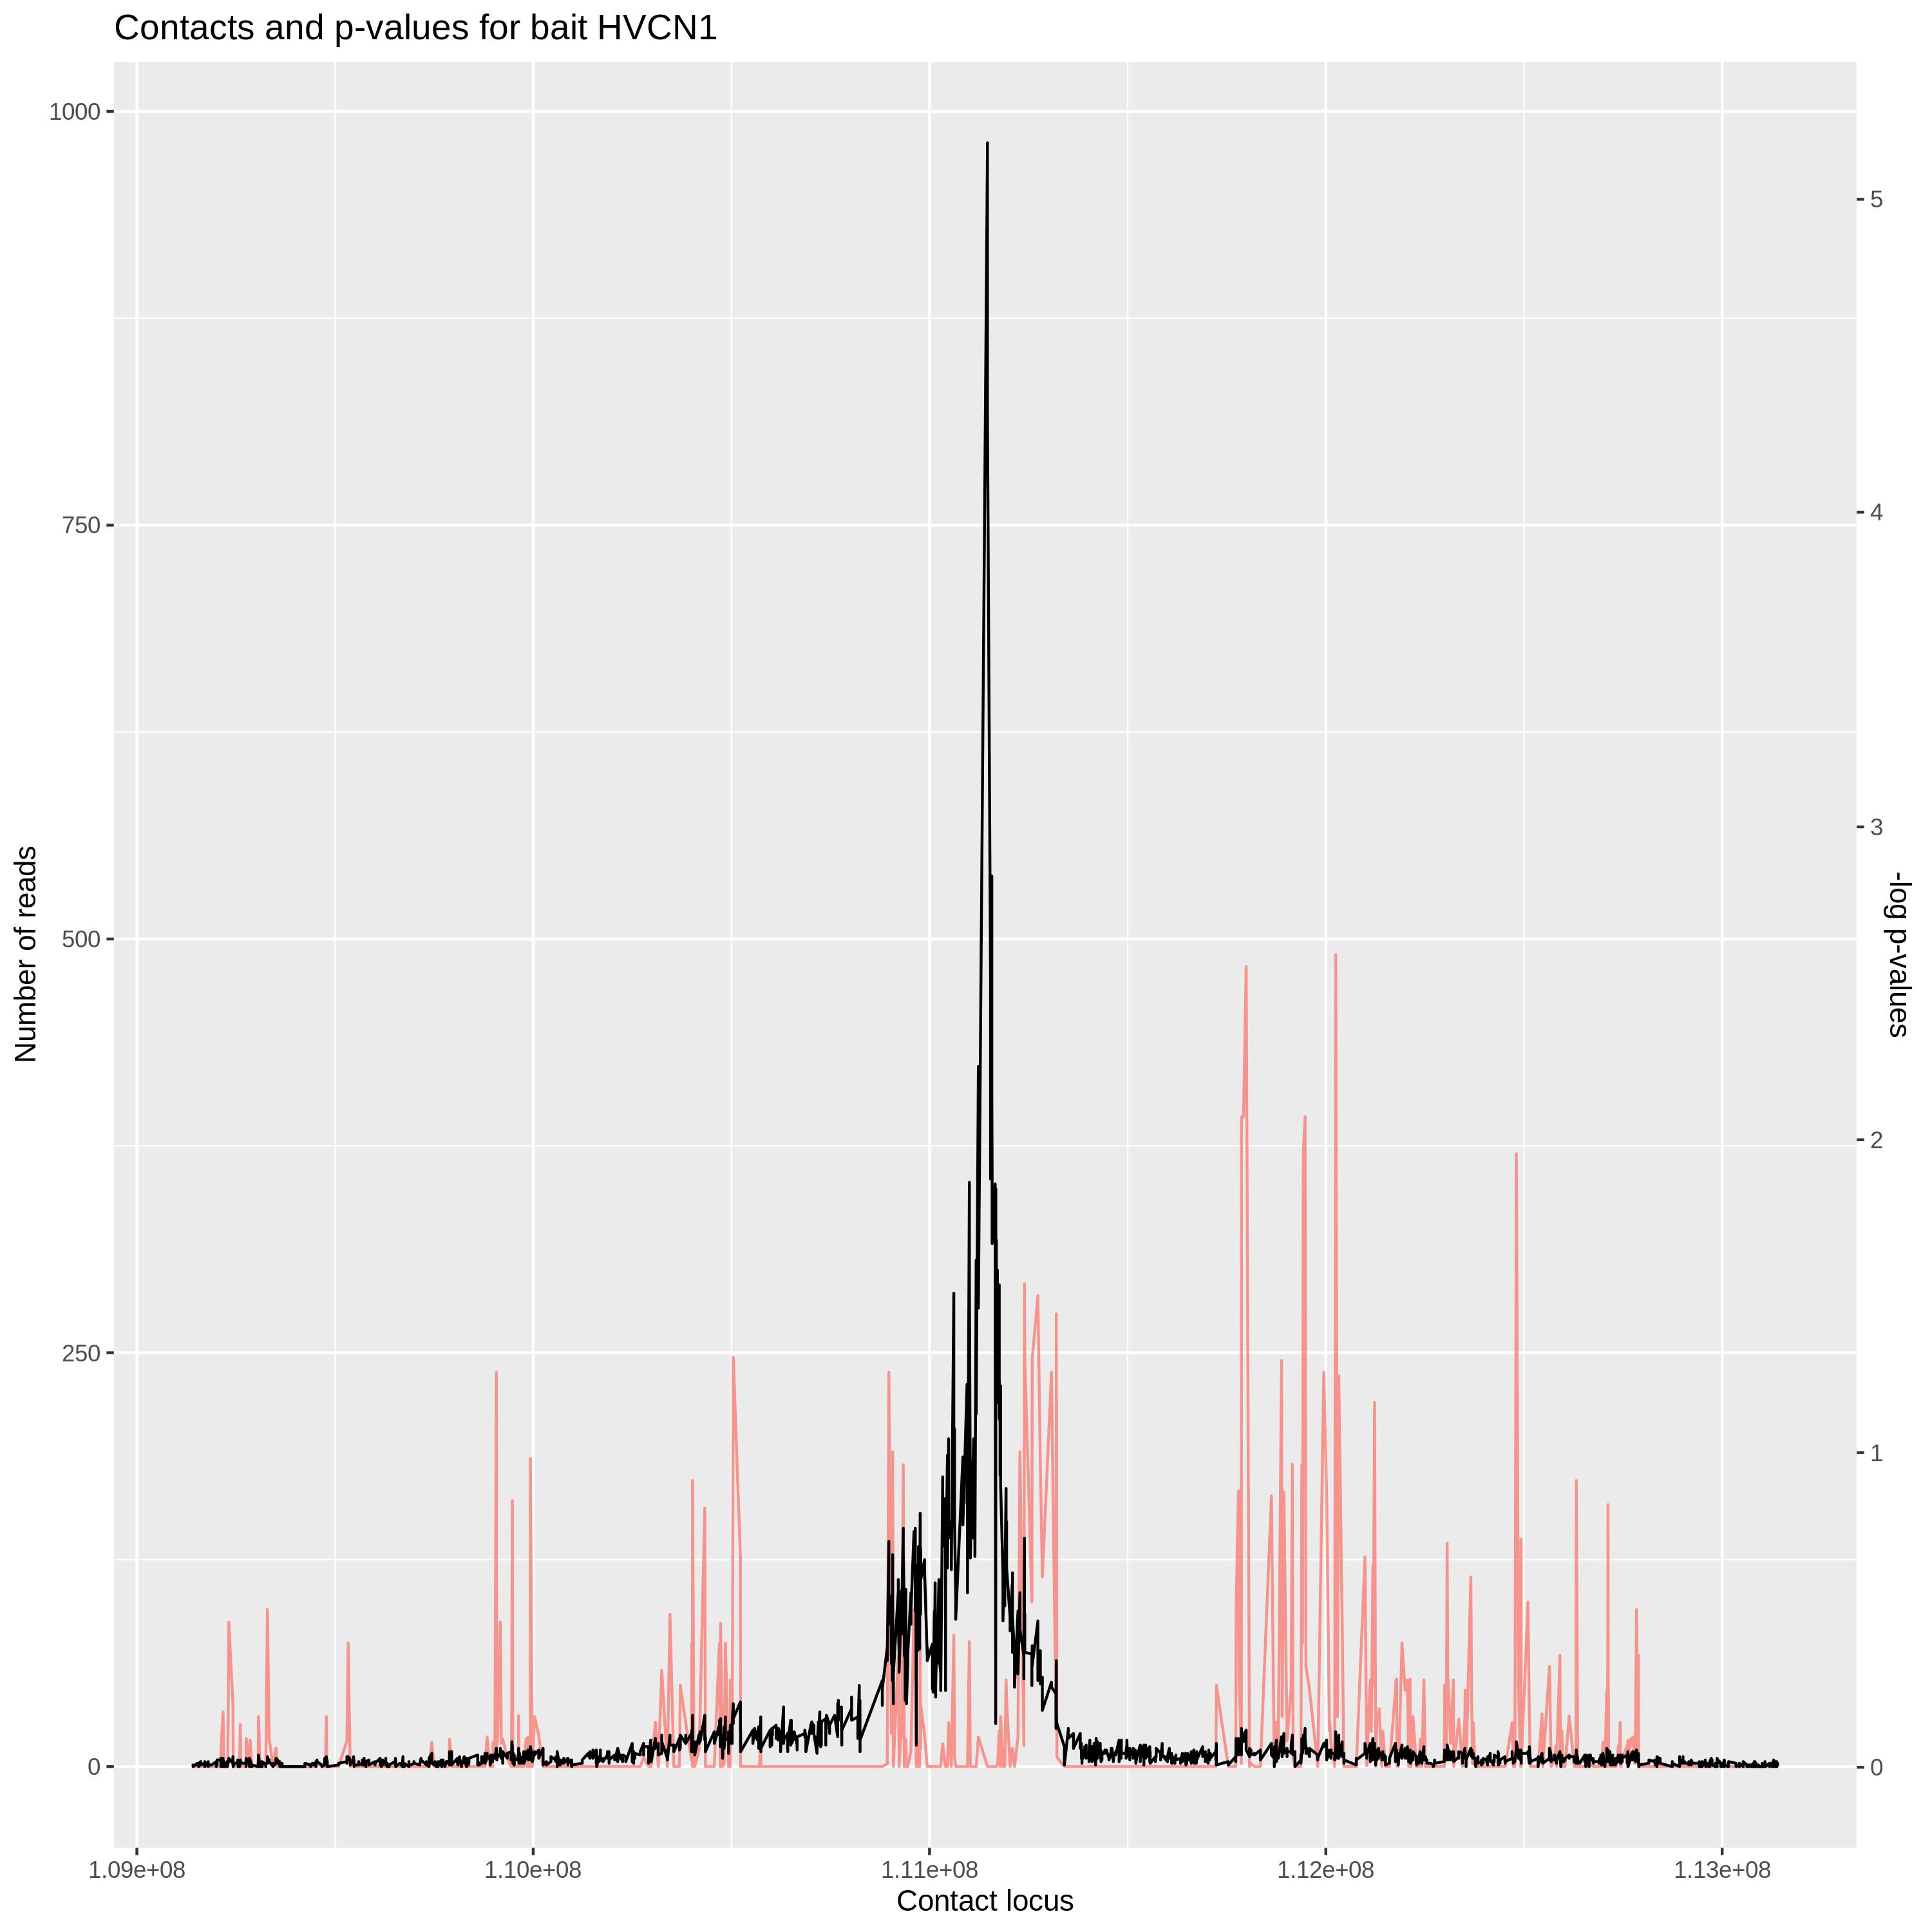 Contacts and p-values for bait HVCN1
1000
750
500
250
0
Number of reads
5
4
3
2
1
0
-log p-values
1.09e+08
1.10e+08
1.11e+08
1.12e+08
1.13e+08
Contact locus